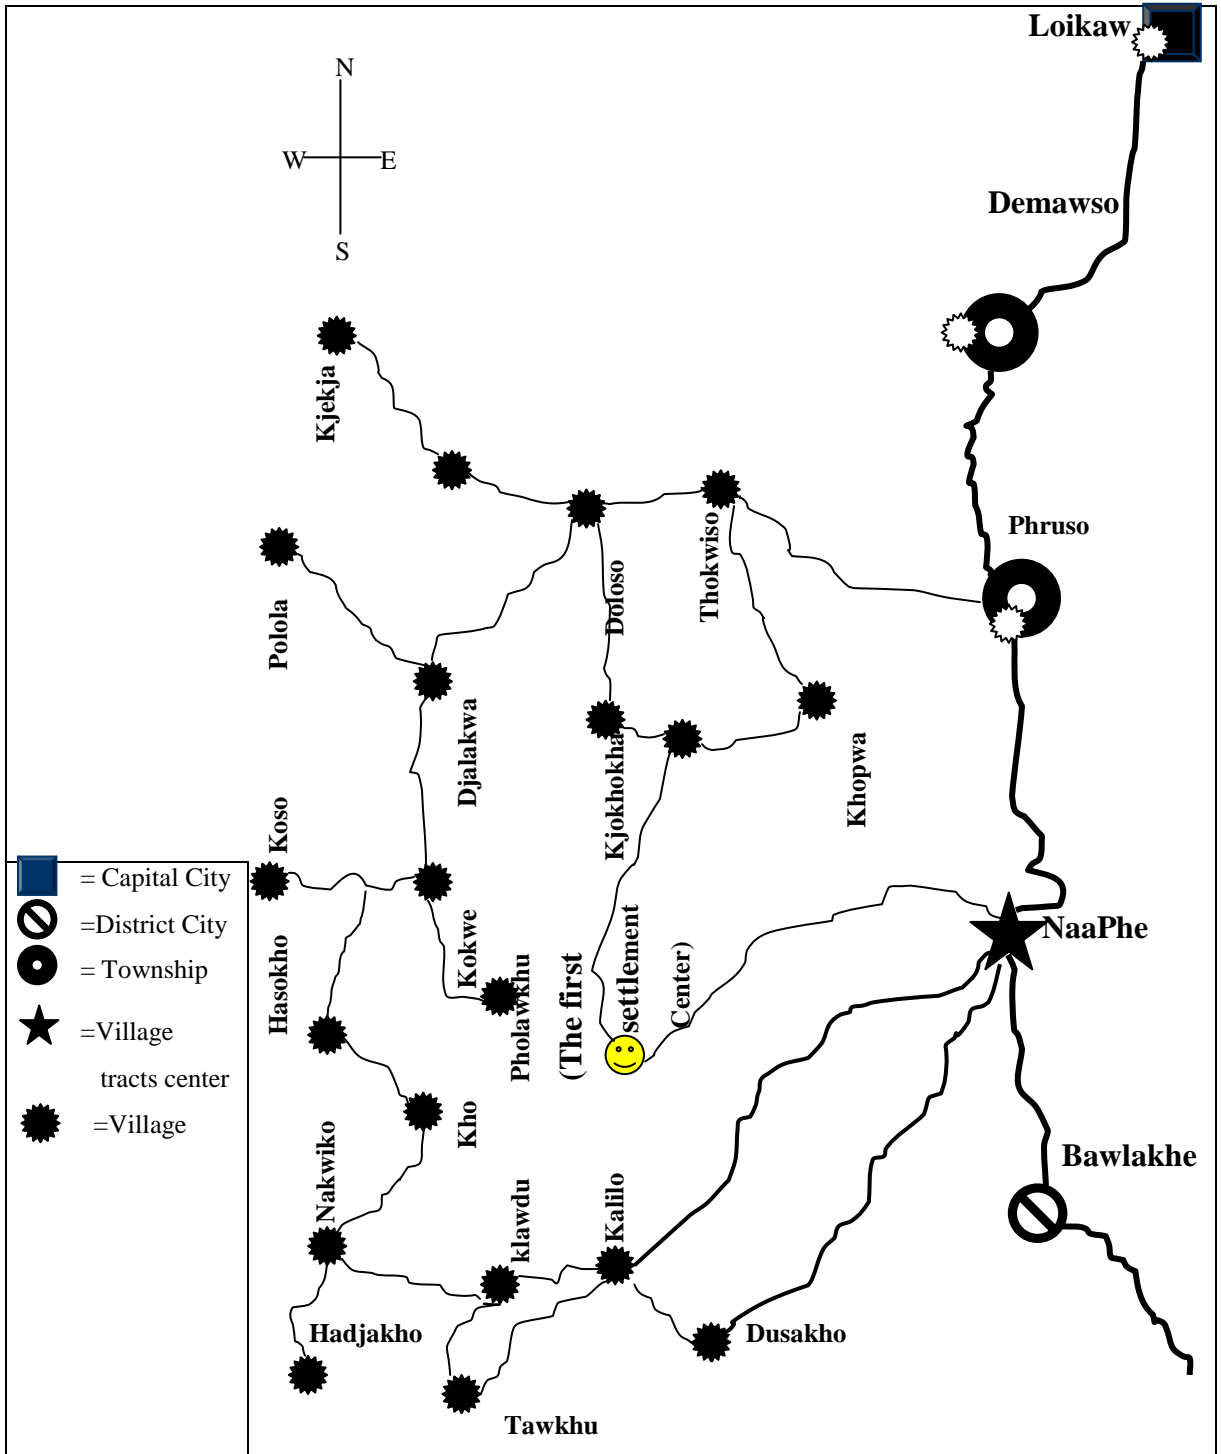 Loikaw
N
W
E
S
Demawso
Kjekja
Phruso
Thokwiso
Doloso
Polola
Djalakwa
Kjokhokha
Khopwa
Koso
= Capital City
=District City
= Township
=Village
tracts center
=Village
Hasokho
Kokwe
Pholawkhu
(The first
settlement
Center)
NaaPhe
Kho
Nakwiko
klawdu
Kalilo
Bawlakhe
Hadjakho
Dusakho
Tawkhu